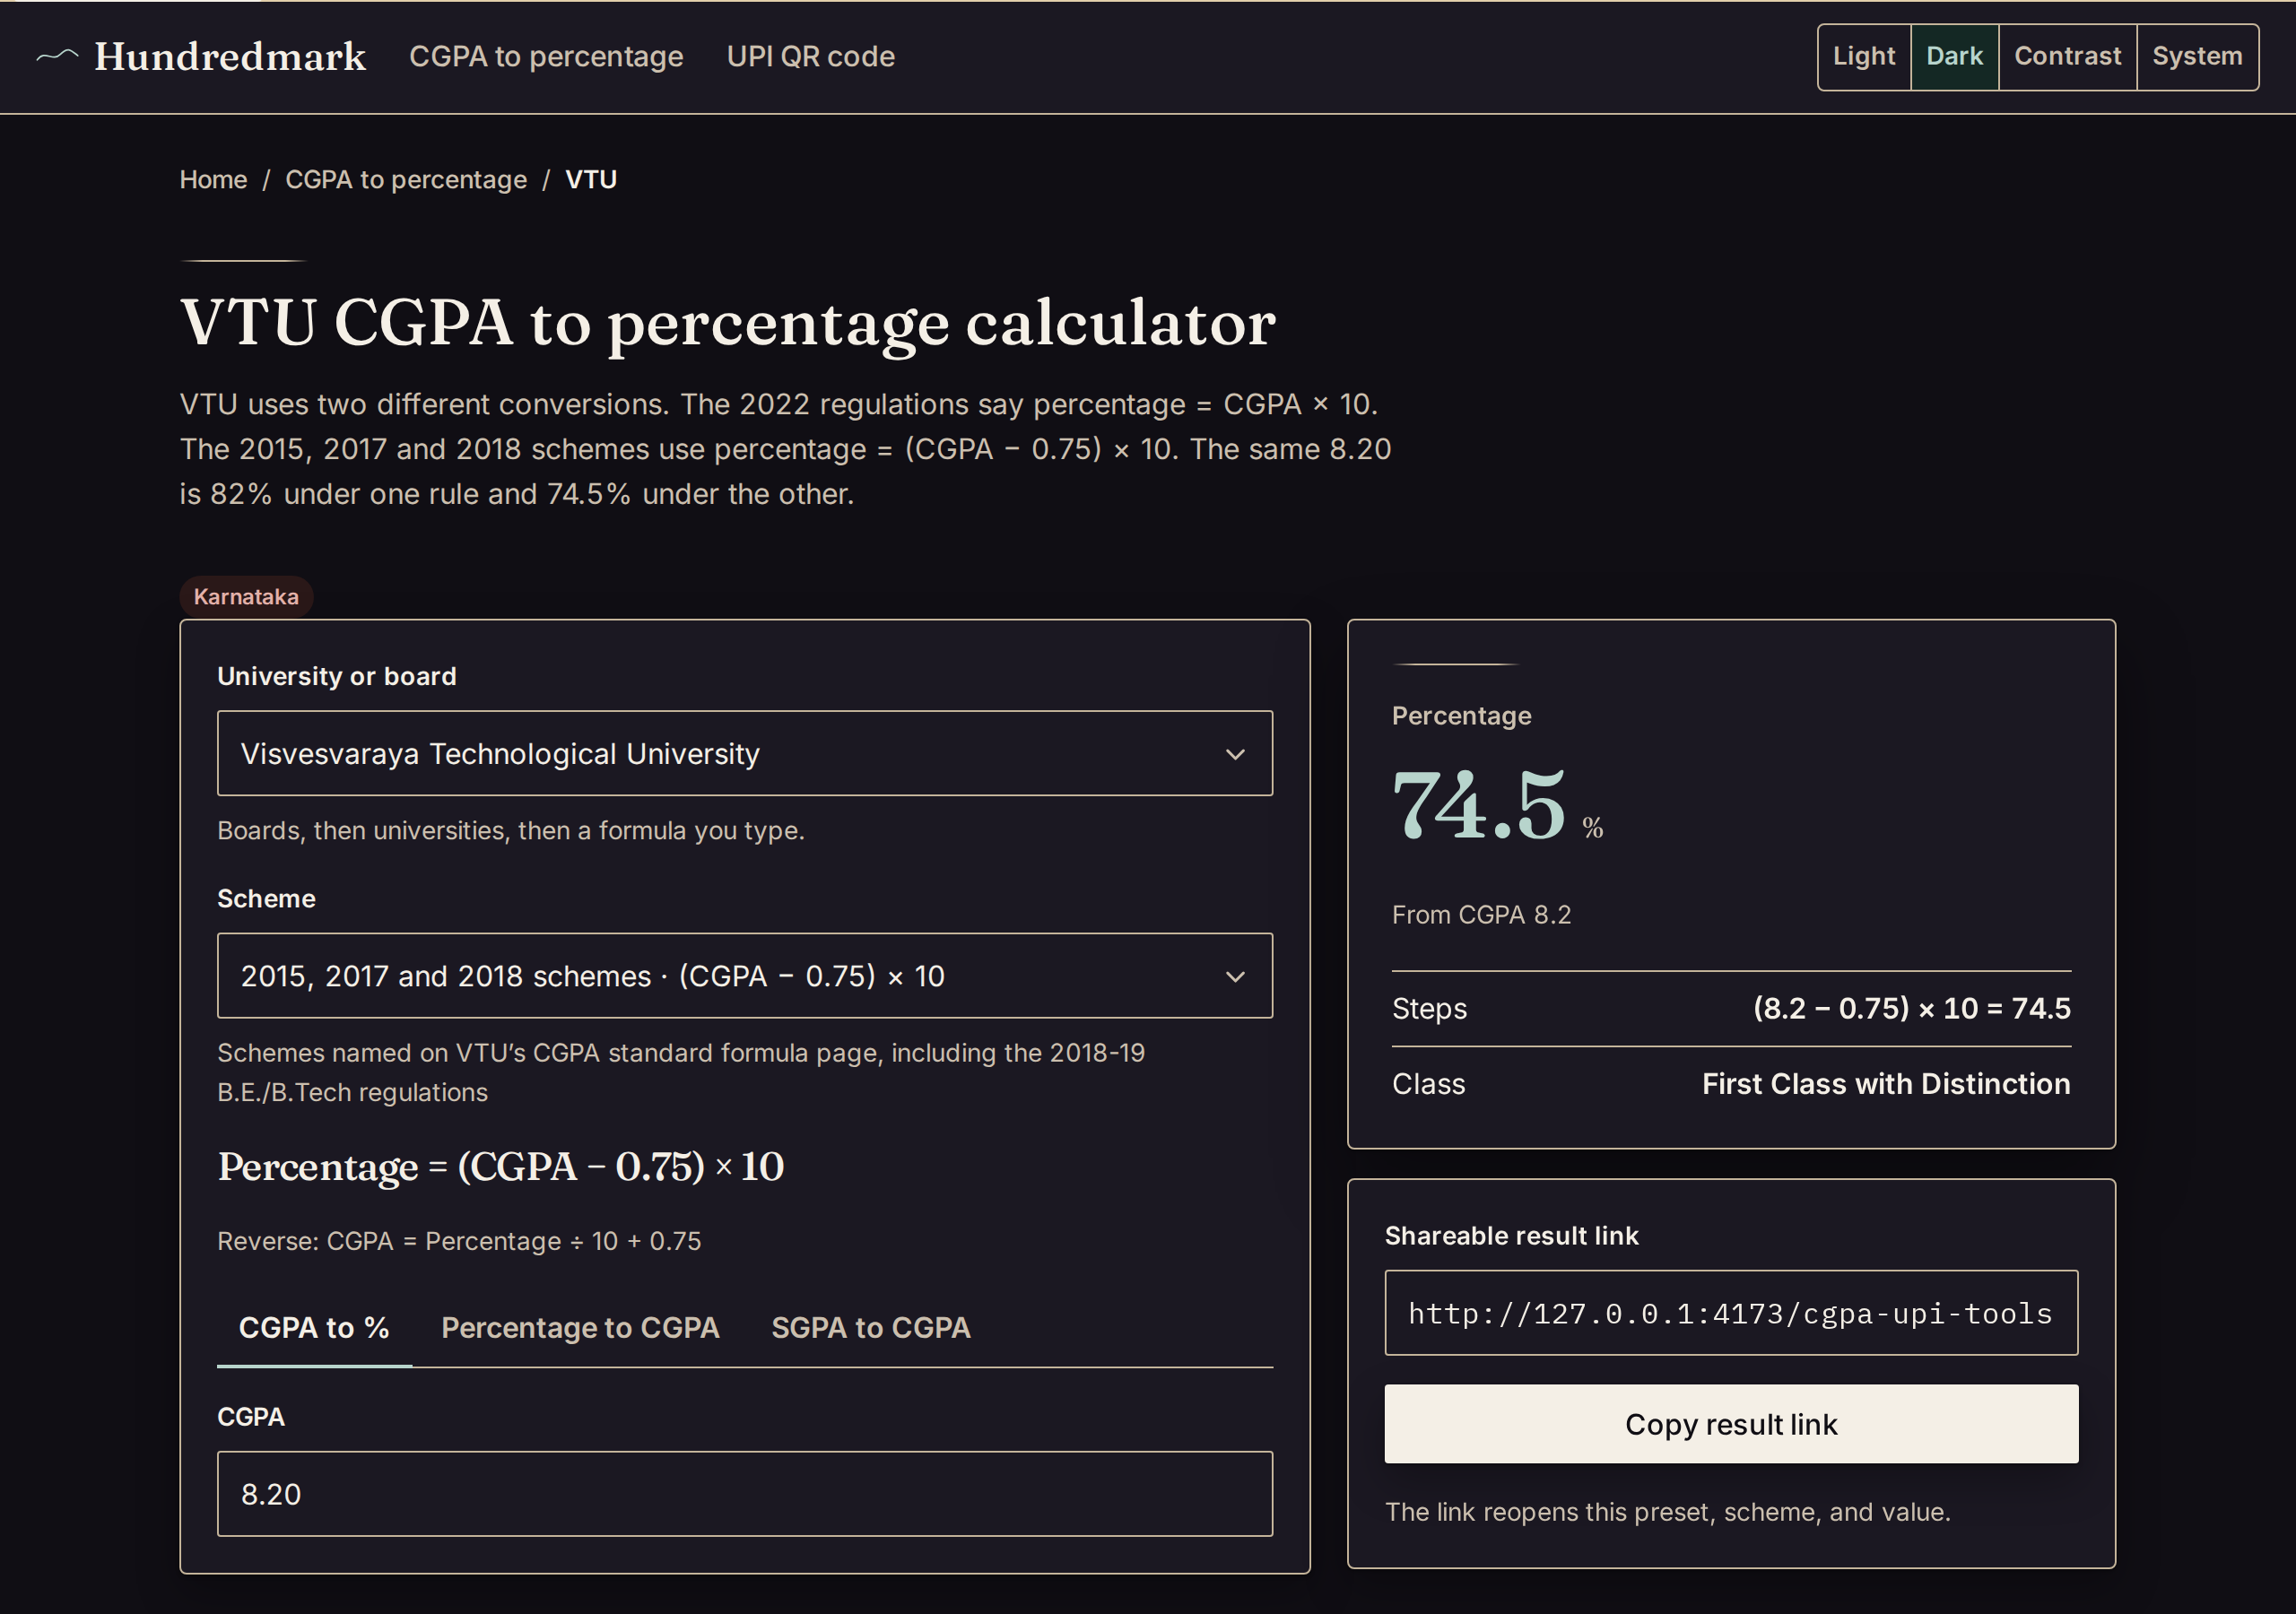 Hundredmark
CGPA to percentage
UPI QR code
Light
Dark
Contrast
System
Home / CGPA to percentage / VTU
VTU CGPA to percentage calculator
VTU uses two different conversions. The 2022 regulations say percentage = CGPA × 10.
The 2015, 2017 and 2018 schemes use percentage = (CGPA − 0.75) × 10. The same 8.20
is 82% under one rule and 74.5% under the other.
Karnataka
University or board
Visvesvaraya Technological University
Boards, then universities, then a formula you type.
Scheme
2015, 2017 and 2018 schemes · (CGPA − 0.75) × 10
Schemes named on VTU’s CGPA standard formula page, including the 2018-19
B.E./B.Tech regulations
Percentage = (CGPA − 0.75) × 10
Reverse: CGPA = Percentage ÷ 10 + 0.75
CGPA to %
Percentage to CGPA
SGPA to CGPA
CGPA
8.20
Percentage
74.5 %
From CGPA 8.2
Steps (8.2 − 0.75) × 10 = 74.5
Class First Class with Distinction
Shareable result link
http://127.0.0.1:4173/cgpa-upi-tools
Copy result link
The link reopens this preset, scheme, and value.